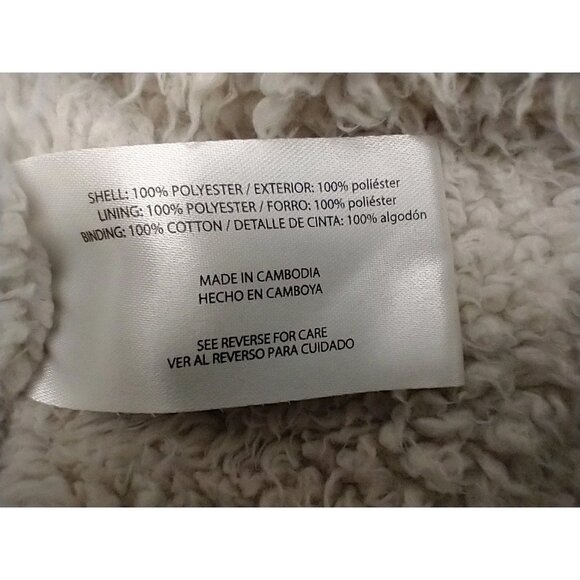 SHELL: 100% POLYESTER / EXTERIOR: 100% poliéster
LINING: 100% POLYESTER / FORRO: 100% poliéster
BINDING: 100% COTTON / DETALLE DE CINTA: 100% algodón
MADE IN CAMBODIA
HECHO EN CAMBOYA
SEE REVERSE FOR CARE
VER AL REVERSO PARA CUIDADO